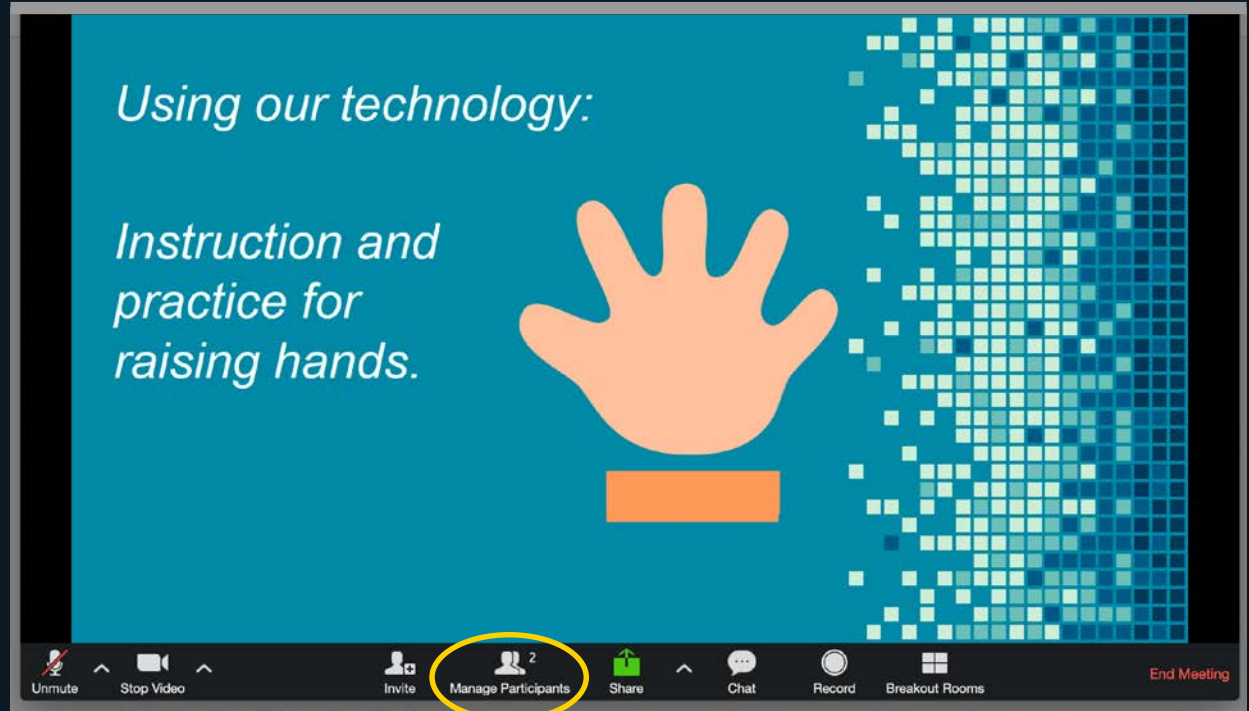 Using our technology:
Instruction and
practice for
raising hands.
2
Unmute
Stop Video
Invite
Manage Participants
Share
Chat
Record
Breakout Rooms
End Meeting